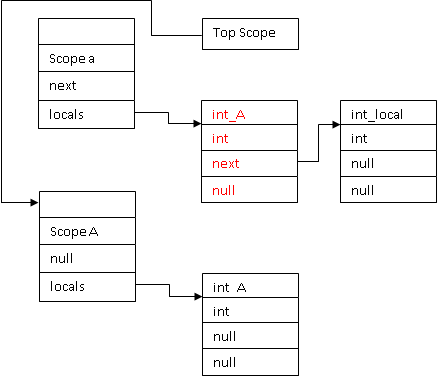 Top Scope
Scope a
next
locals
int_A
int
next
null
int_local
int
null
null
Scope A
null
locals
int_A
int
null
null